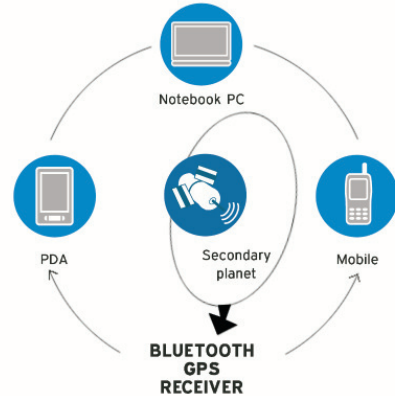 Notebook PC
PDA
Secondary
planet
Mobile
BLUETOOTH
GPS
RECEIVER